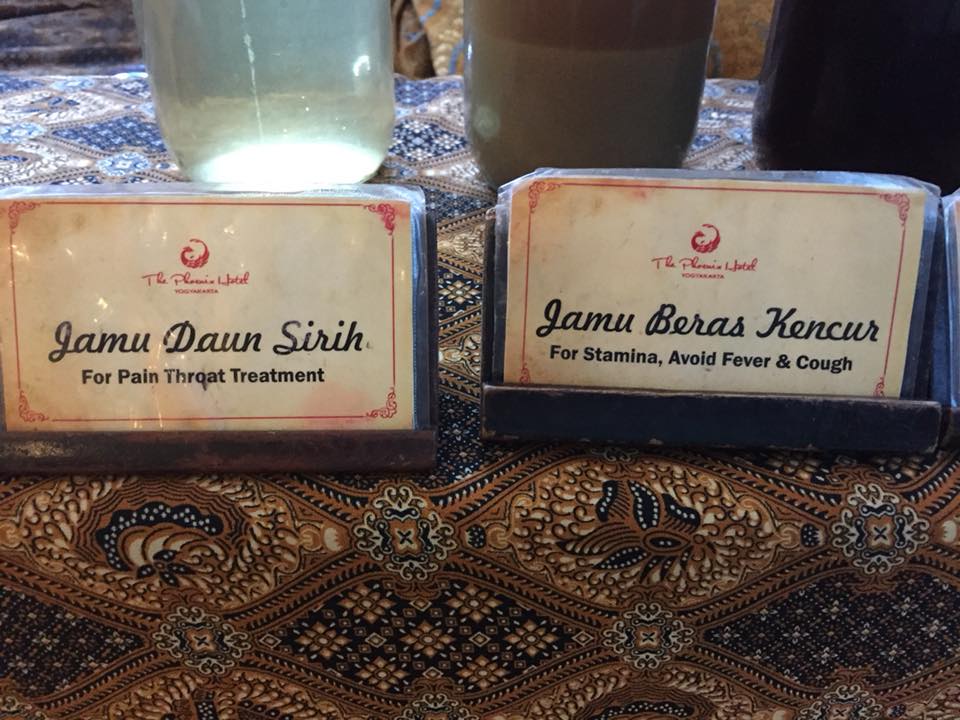 The Phoenix Hotel
YOGYAKARTA
Jamu Daun Sirih
For Pain Throat Treatment
The Phoenix Hotel
YOGYAKARTA
Jamu Beras Kencur
For Stamina, Avoid Fever & Cough